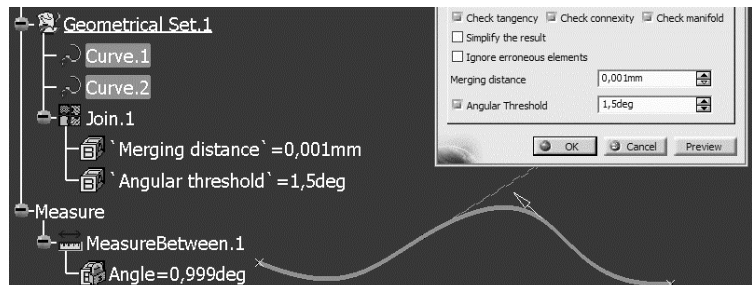 Geometrical Set.1
Curve.1
Curve.2
Join.1
`Merging distance`=0,001mm
`Angular threshold`=1,5deg
Measure
MeasureBetween.1
Angle=0,999deg
Check tangency Check connexity Check manifold
Simplify the result
Ignore erroneous elements
Merging distance 0,001mm
Angular Threshold 1,5deg
OK Cancel Preview